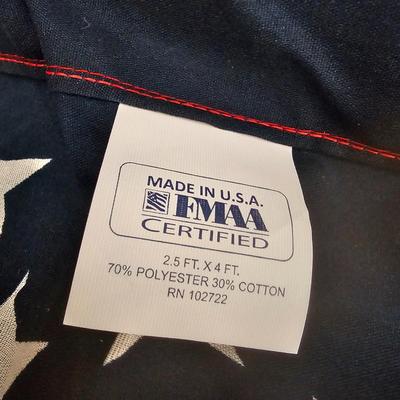 MADE IN U.S.A.
FMAA
CERTIFIED
2.5 FT. X 4 FT.
70% POLYESTER 30% COTTON
RN 102722